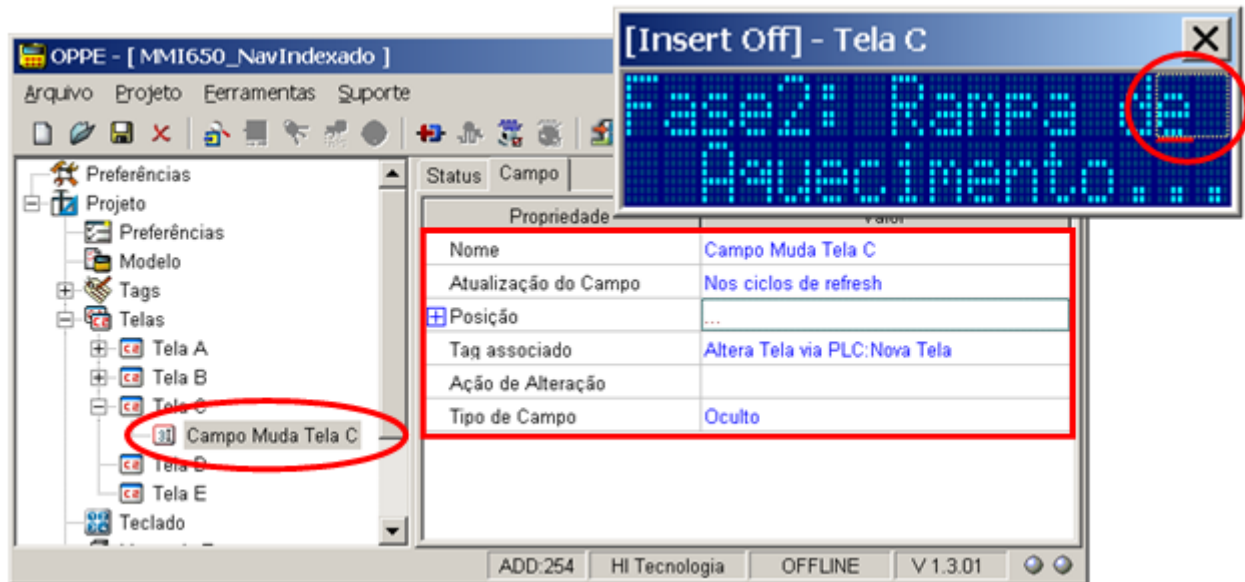 OPPE - [ MMI650_NavIndexado ]
Arquivo Projeto Ferramentas Suporte
Preferências
Projeto
Preferências
Modelo
Tags
Telas
Tela A
Tela B
Tela C
Campo Muda Tela C
Tela D
Tela E
Teclado
Status Campo
Propriedade Valor
Nome Campo Muda Tela C
Atualização do Campo Nos ciclos de refresh
Posição ...
Tag associado Altera Tela via PLC:Nova Tela
Ação de Alteração
Tipo de Campo Oculto
[Insert Off] - Tela C
Fase2: Rampa de
Aquecimento...
ADD:254 HI Tecnologia OFFLINE V 1.3.01